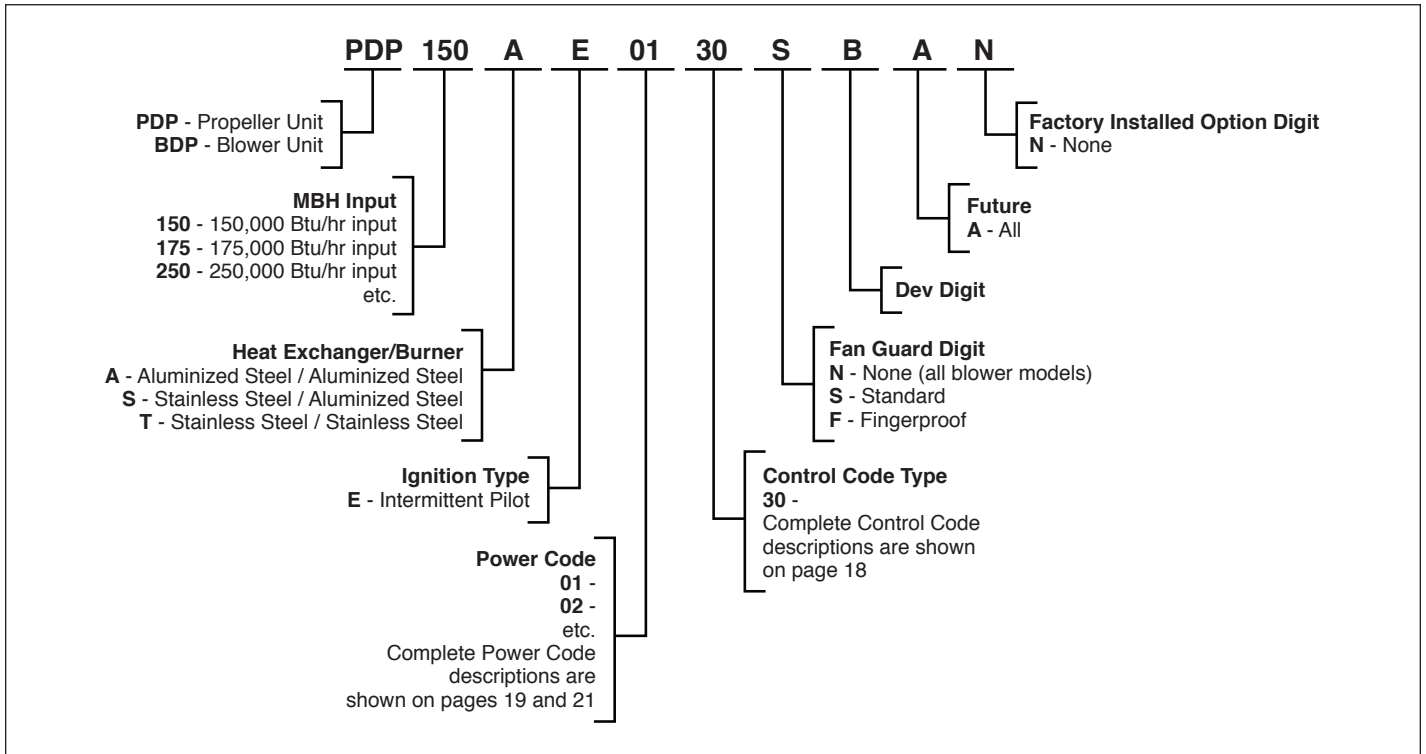 PDP 150 A E 01 30 S B A N
PDP - Propeller Unit
BDP - Blower Unit
MBH Input
150 - 150,000 Btu/hr input
175 - 175,000 Btu/hr input
250 - 250,000 Btu/hr input
etc.
Heat Exchanger/Burner
A - Aluminized Steel / Aluminized Steel
S - Stainless Steel / Aluminized Steel
T - Stainless Steel / Stainless Steel
Ignition Type
E - Intermittent Pilot
Power Code
01 -
02 -
etc.
Complete Power Code
descriptions are
shown on pages 19 and 21
Factory Installed Option Digit
N - None
Future
A - All
Dev Digit
Fan Guard Digit
N - None (all blower models)
S - Standard
F - Fingerproof
Control Code Type
30 -
Complete Control Code
descriptions are shown
on page 18